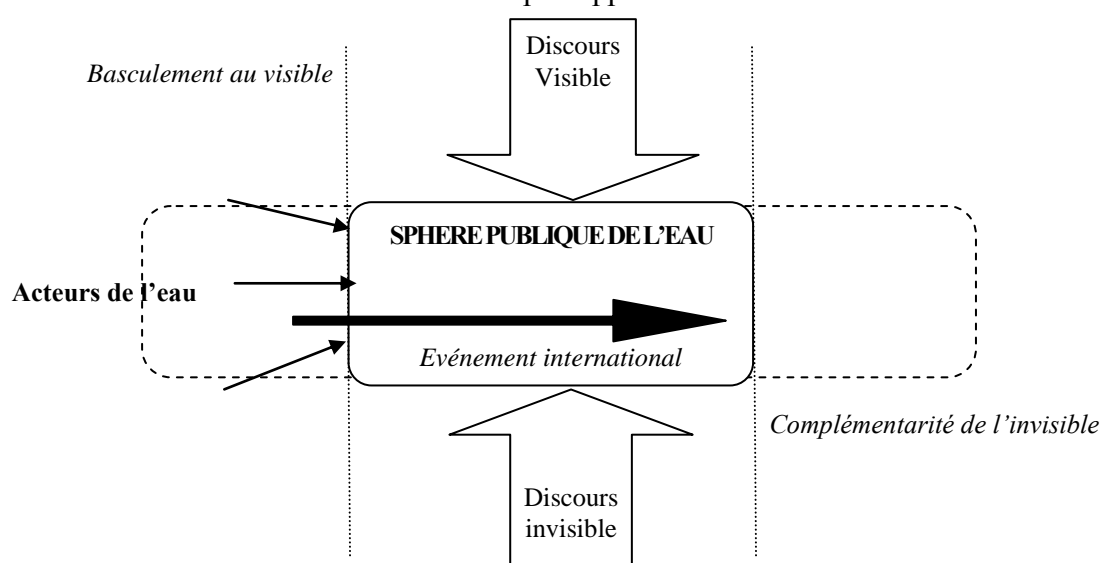 Discours
Visible
Basculement au visible
SPHERE PUBLIQUE DE L’EAU
Acteurs de l’eau
Evénement international
Complémentarité de l’invisible
Discours
invisible